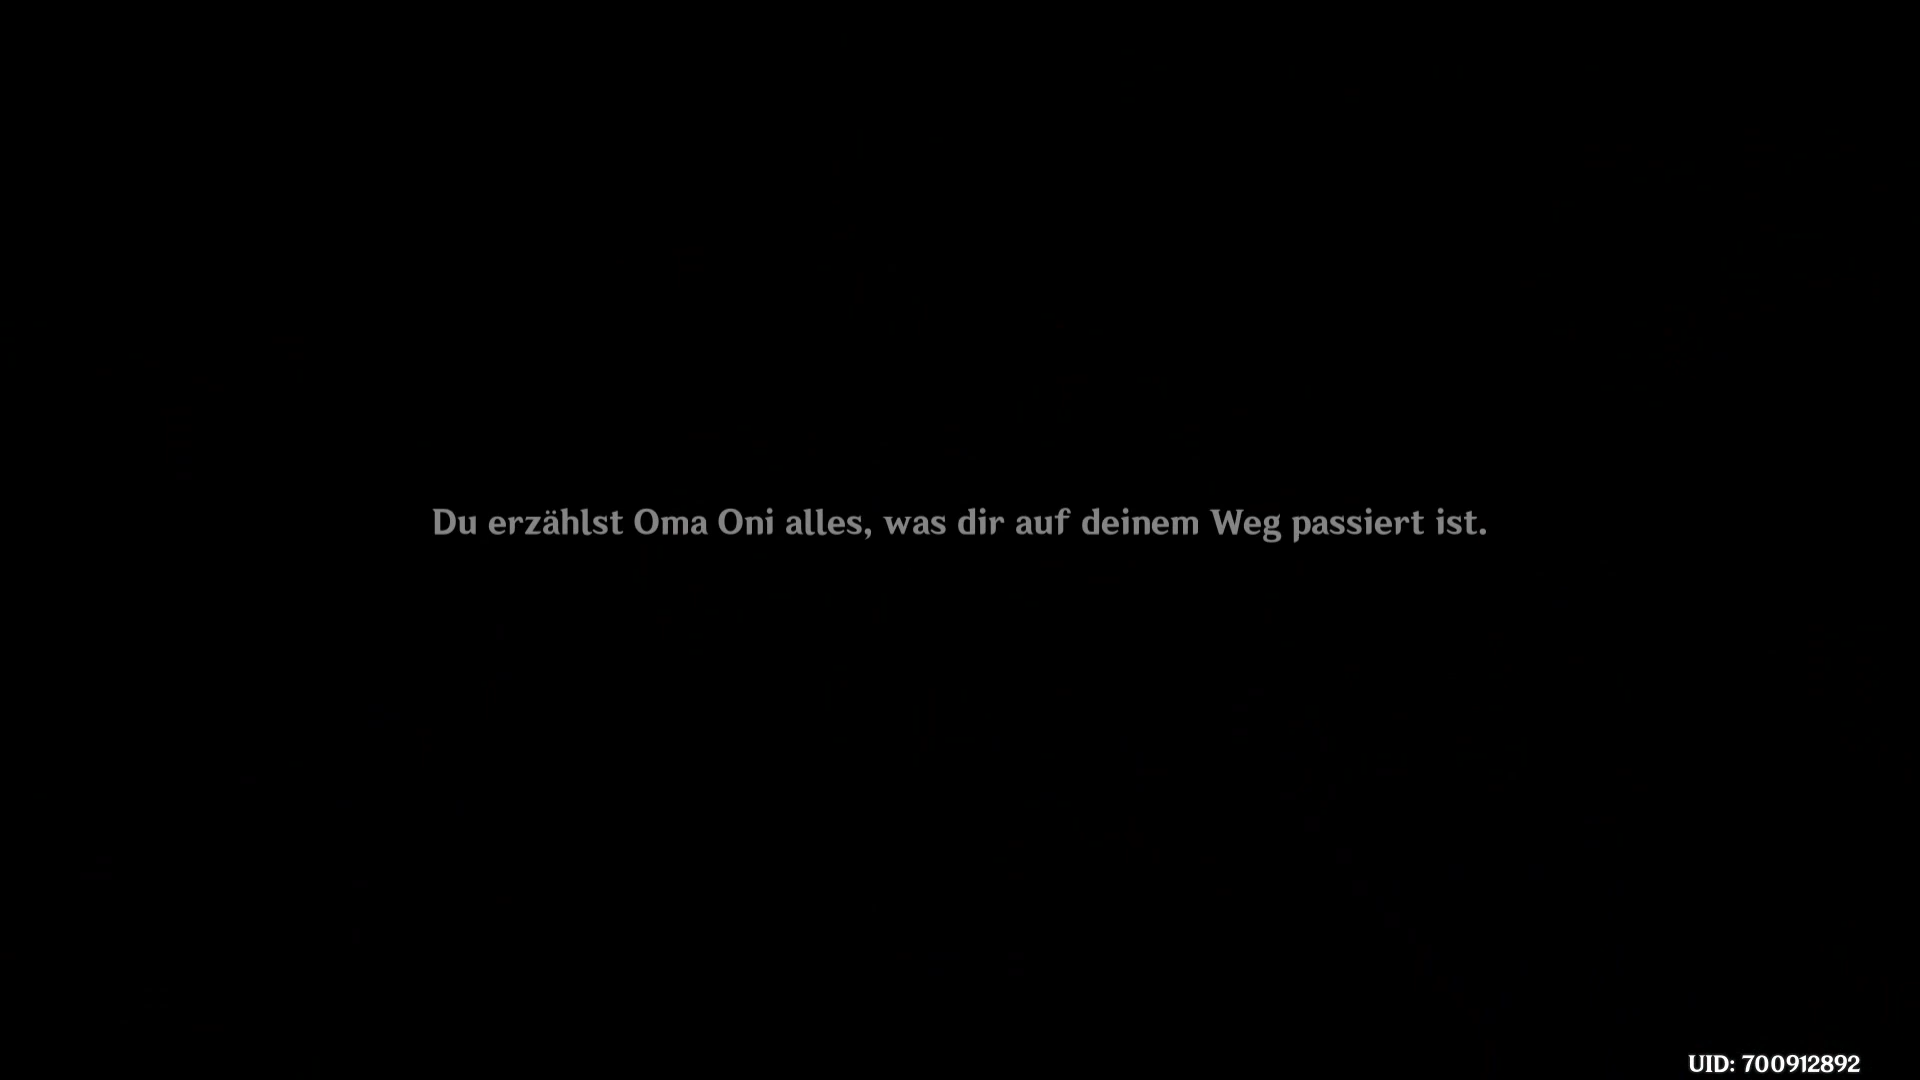 Du erzählst Oma Oni alles, was dir auf deinem Weg passiert ist.
UID: 700912892